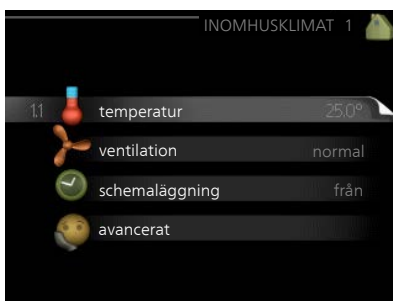 INOMHUSKLIMAT 1
1.1 temperatur 25.0°
ventilation normal
schemaläggning från
avancerat